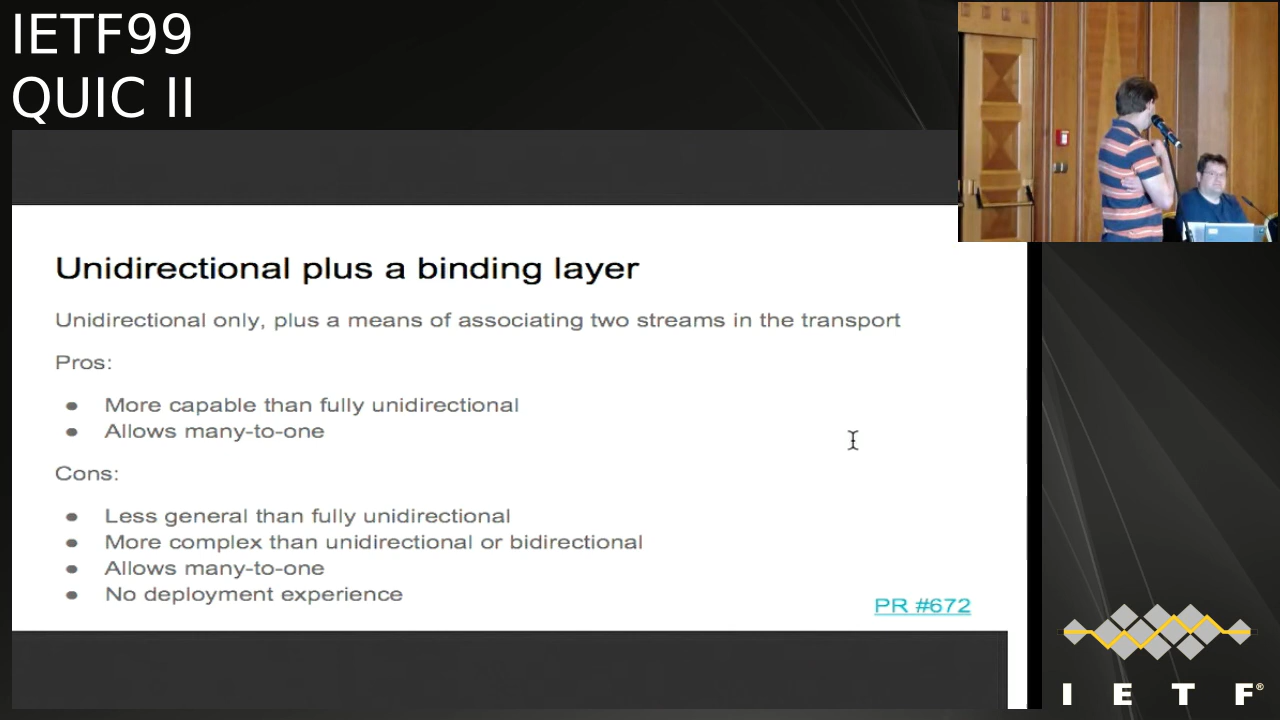 IETF99
QUIC II
Unidirectional plus a binding layer
Unidirectional only, plus a means of associating two streams in the transport
Pros:
● More capable than fully unidirectional
● Allows many-to-one
Cons:
● Less general than fully unidirectional
● More complex than unidirectional or bidirectional
● Allows many-to-one
● No deployment experience
PR #672
I E T F®